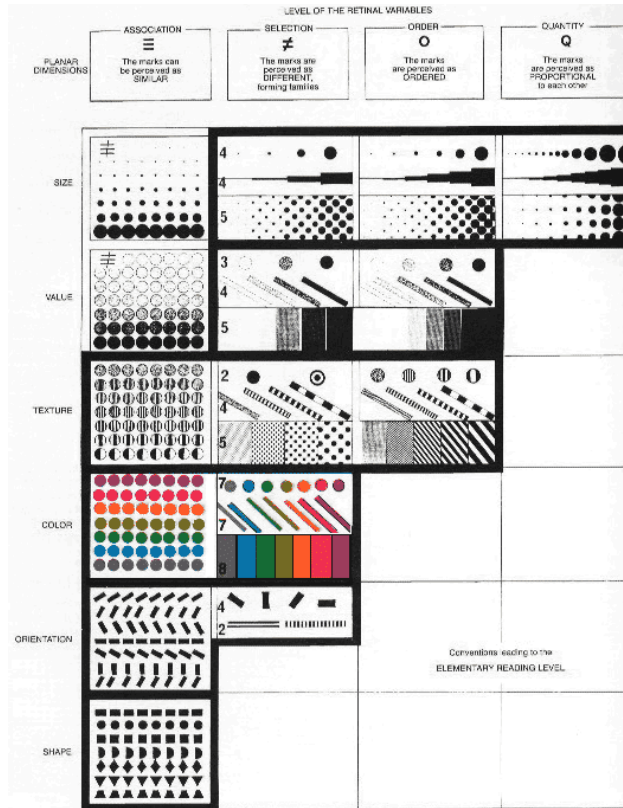 LEVEL OF THE RETINAL VARIABLES
PLANAR
DIMENSIONS
ASSOCIATION
≡
The marks can
be perceived as
SIMILAR
SELECTION
≠
The marks are
perceived as
DIFFERENT,
forming families
ORDER
O
The marks
are perceived as
ORDERED
QUANTITY
Q
The marks
are perceived as
PROPORTIONAL
to each other
SIZE
4
4
5
VALUE
3
4
5
TEXTURE
2
4
5
COLOR
7
7
8
ORIENTATION
4
2
Conventions leading to the
ELEMENTARY READING LEVEL
SHAPE